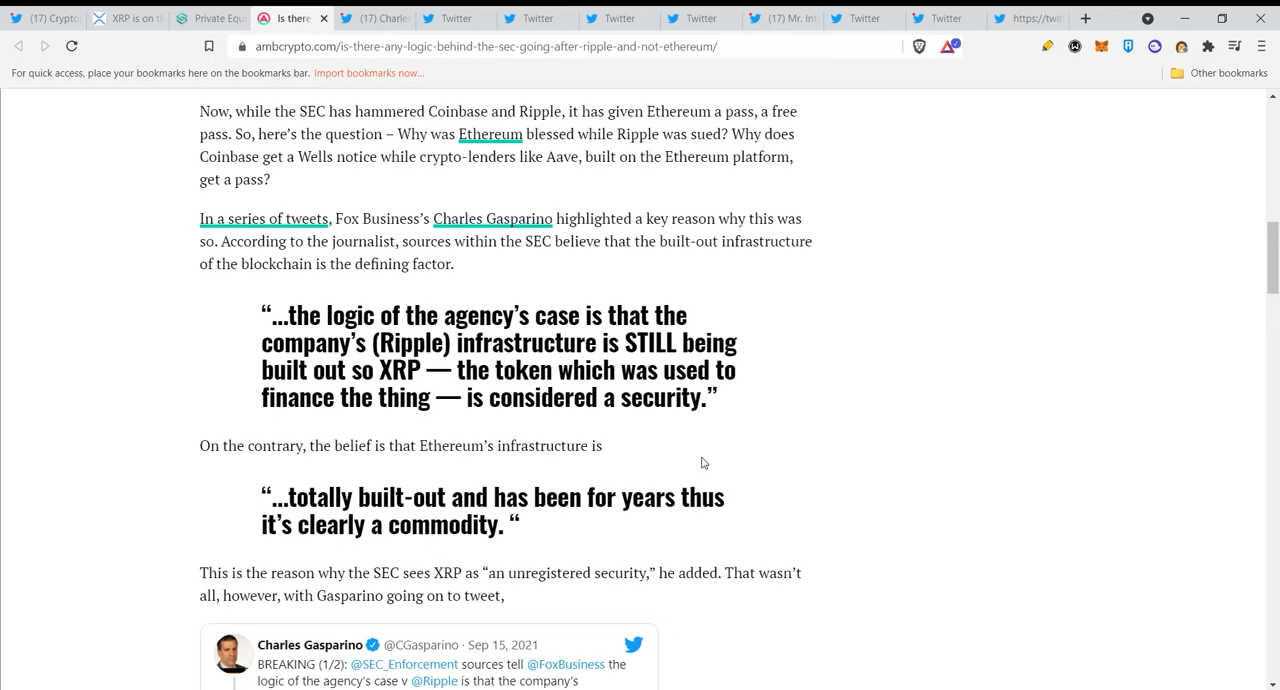 (17) Crypto
XRP is on th
Private Equ
Is there
(17) Charle
Twitter
Twitter
Twitter
Twitter
(17) Mr. Inf
Twitter
Twitter
https://twit
ambcrypto.com/is-there-any-logic-behind-the-sec-going-after-ripple-and-not-ethereum/
For quick access, place your bookmarks here on the bookmarks bar. Import bookmarks now...
Other bookmarks
Now, while the SEC has hammered Coinbase and Ripple, it has given Ethereum a pass, a free
pass. So, here’s the question – Why was Ethereum blessed while Ripple was sued? Why does
Coinbase get a Wells notice while crypto-lenders like Aave, built on the Ethereum platform,
get a pass?
In a series of tweets, Fox Business’s Charles Gasparino highlighted a key reason why this was
so. According to the journalist, sources within the SEC believe that the built-out infrastructure
of the blockchain is the defining factor.
“…the logic of the agency’s case is that the
company’s (Ripple) infrastructure is STILL being
built out so XRP — the token which was used to
finance the thing — is considered a security.”
On the contrary, the belief is that Ethereum’s infrastructure is
“…totally built-out and has been for years thus
it’s clearly a commodity. “
This is the reason why the SEC sees XRP as “an unregistered security,” he added. That wasn’t
all, however, with Gasparino going on to tweet,
Charles Gasparino @CGasparino · Sep 15, 2021
BREAKING (1/2): @SEC_Enforcement sources tell @FoxBusiness the
logic of the agency's case v @Ripple is that the company's